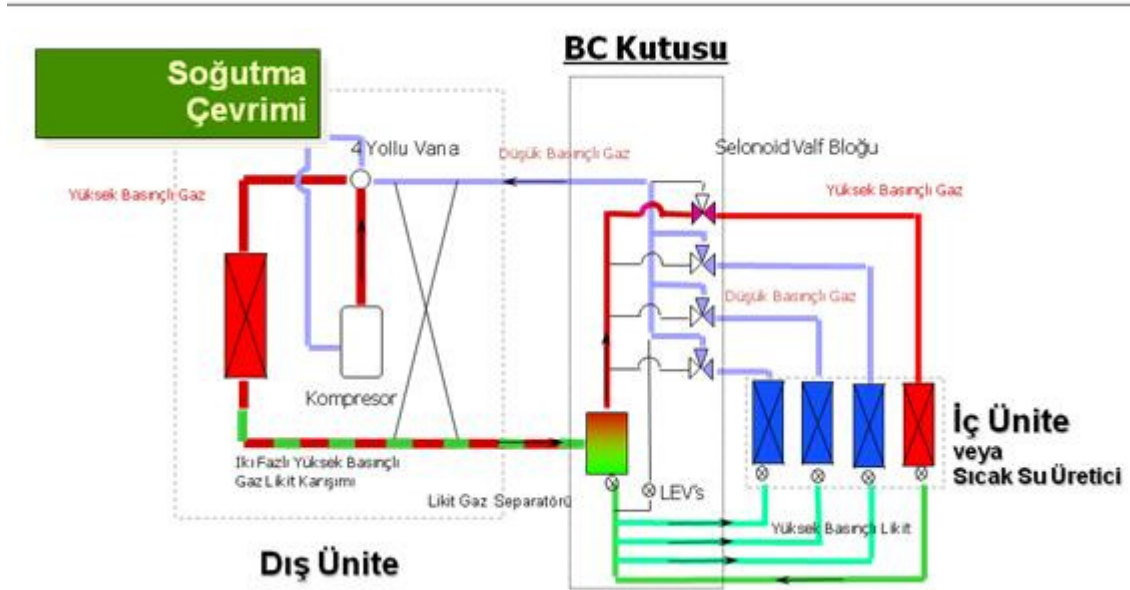 BC Kutusu
Soğutma
Çevrimi
4 Yollu Vana
Düşük Basınçlı Gaz
Selonoid Valf Bloğu
Yüksek Basınçlı Gaz
Yüksek Basınçlı Gaz
Düşük Basınçlı Gaz
Kompresor
İç Ünite
veya
Sıcak Su Üretici
Iki Fazlı Yüksek Basınçlı
Gaz Likit Karışımı
Likit Gaz Separatörü
LEV's
Yüksek Basınçlı Likit
Dış Ünite